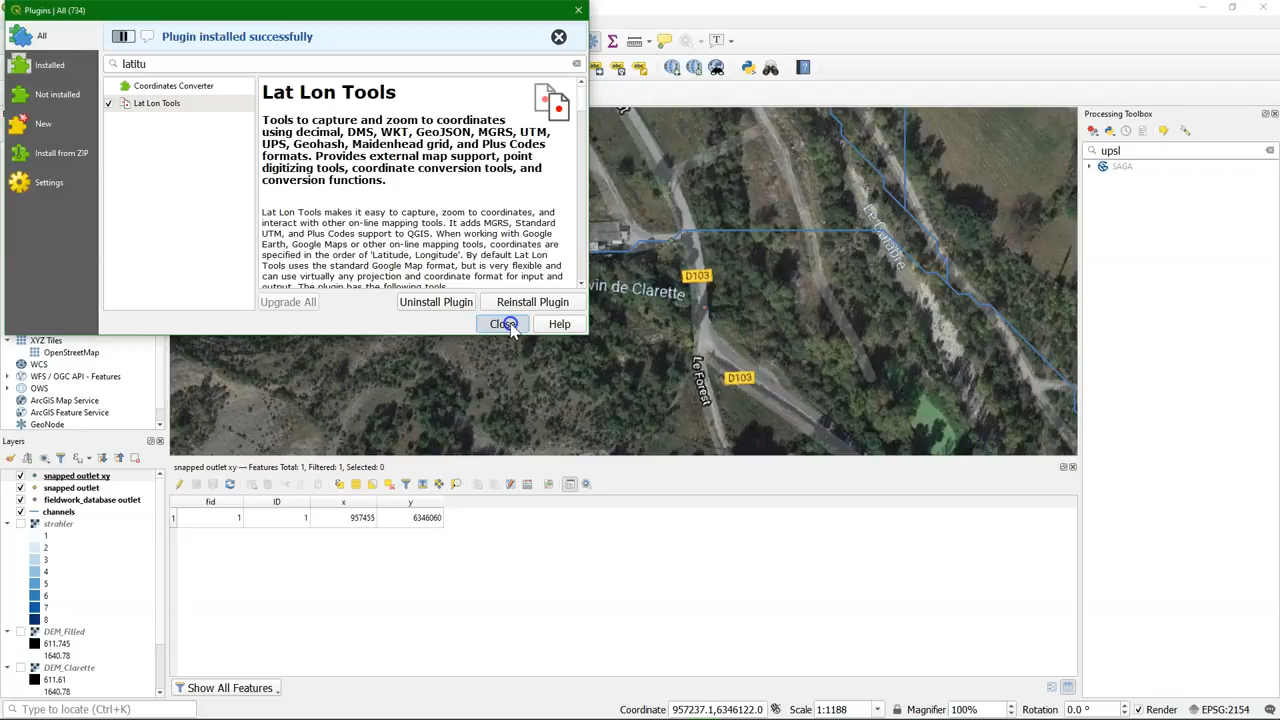 Plugins | All (734)
All
Installed
Not installed
New
Install from ZIP
Settings
Plugin installed successfully
latitu
Coordinates Converter
Lat Lon Tools
Lat Lon Tools
Tools to capture and zoom to coordinates
using decimal, DMS, WKT, GeoJSON, MGRS, UTM,
UPS, Geohash, Maidenhead grid, and Plus Codes
formats. Provides external map support, point
digitizing tools, coordinate conversion tools, and
conversion functions.
Lat Lon Tools makes it easy to capture, zoom to coordinates, and
interact with other on-line mapping tools. It adds MGRS, Standard
UTM, and Plus Codes support to QGIS. When working with Google
Earth, Google Maps or other on-line mapping tools, coordinates are
specified in the order of 'Latitude, Longitude'. By default Lat Lon
Tools uses the standard Google Map format, but is very flexible and
can use virtually any projection and coordinate format for input and
output. The plugin has the following tools
Upgrade All
Uninstall Plugin
Reinstall Plugin
Close
Help
D103
vin de Clarette
D103
Le Forest
Processing Toolbox
upsl
SAGA
XYZ Tiles
OpenStreetMap
WCS
WFS / OGC API - Features
OWS
ArcGIS Map Service
ArcGIS Feature Service
GeoNode
Layers
snapped outlet xy
snapped outlet
fieldwork_database outlet
channels
strahler
1
2
3
4
5
6
7
8
DEM_Filled
611.745
1640.78
DEM_Clarette
611.61
1640.78
snapped outlet xy — Features Total: 1, Filtered: 1, Selected: 0
fid ID x y
1 1 1 957455 6346060
Show All Features
Type to locate (Ctrl+K)
Coordinate 957237.1,6346122.0 Scale 1:1188 Magnifier 100% Rotation 0.0 ° Render EPSG:2154